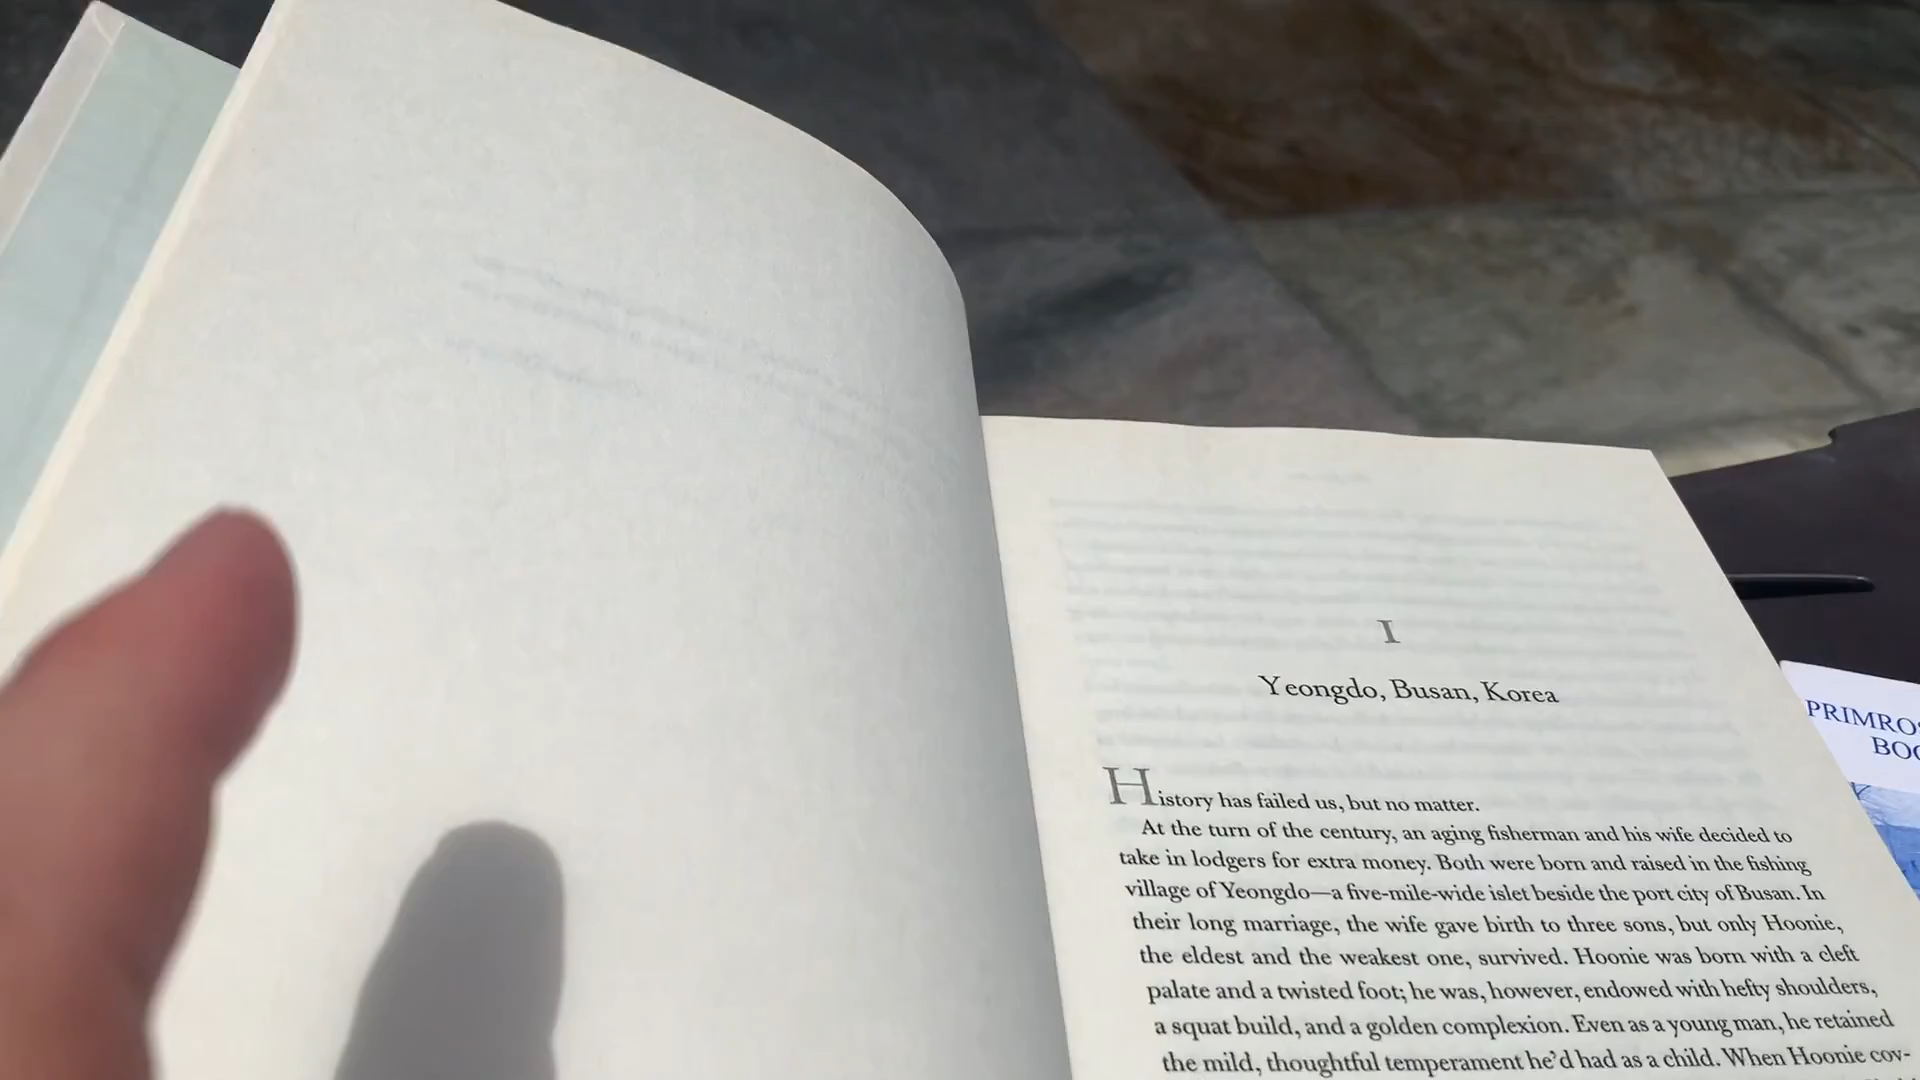 I
Yeongdo, Busan, Korea
History has failed us, but no matter.
At the turn of the century, an aging fisherman and his wife decided to
take in lodgers for extra money. Both were born and raised in the fishing
village of Yeongdo—a five-mile-wide islet beside the port city of Busan. In
their long marriage, the wife gave birth to three sons, but only Hoonie,
the eldest and the weakest one, survived. Hoonie was born with a cleft
palate and a twisted foot; he was, however, endowed with hefty shoulders,
a squat build, and a golden complexion. Even as a young man, he retained
the mild, thoughtful temperament he'd had as a child. When Hoonie cov-
PRIMROS
BOO